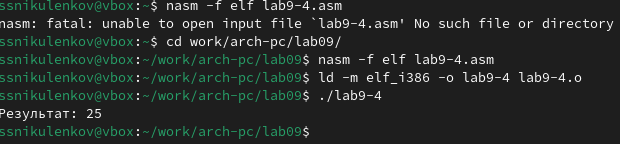 ssnikulenkov@vbox:~$ nasm -f elf lab9-4.asm
nasm: fatal: unable to open input file `lab9-4.asm' No such file or directory
ssnikulenkov@vbox:~$ cd work/arch-pc/lab09/
ssnikulenkov@vbox:~/work/arch-pc/lab09$ nasm -f elf lab9-4.asm
ssnikulenkov@vbox:~/work/arch-pc/lab09$ ld -m elf_i386 -o lab9-4 lab9-4.o
ssnikulenkov@vbox:~/work/arch-pc/lab09$ ./lab9-4
Результат: 25
ssnikulenkov@vbox:~/work/arch-pc/lab09$